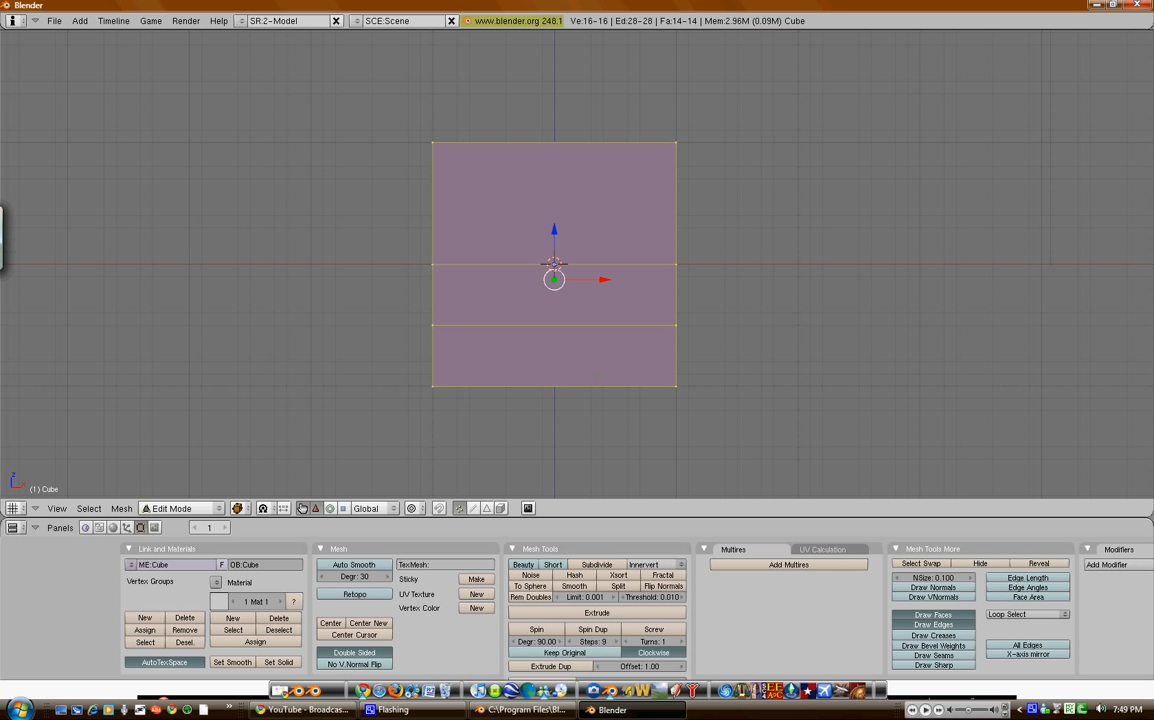 Blender
File Add Timeline Game Render Help SR:2-Model SCE:Scene www.blender.org 248.1 Ve:16-16 | Ed:28-28 | Fa:14-14 | Mem:2.96M (0.09M) Cube
z
(1) Cube
View Select Mesh Edit Mode Global
Panels 1
Link and Materials Mesh Mesh Tools Multires UV Calculation Mesh Tools More Modifiers
ME:Cube F OB:Cube
Vertex Groups Material
1 Mat 1 ?
New Delete New Delete
Assign Remove Select Deselect
Select Desel. Assign
AutoTexSpace Set Smooth Set Solid
Auto Smooth TexMesh:
Degr: 30 Sticky Make
Retopo UV Texture New
Vertex Color New
Center Center New
Center Cursor
Double Sided
No V.Normal Flip
Beauty Short Subdivide Innervert
Noise Hash Xsort Fractal
To Sphere Smooth Split Flip Normals
Rem Doubles Limit: 0.001 Threshold: 0.010
Extrude
Spin Spin Dup Screw
Degr: 90.00 Steps: 9 Turns: 1
Keep Original Clockwise
Extrude Dup Offset: 1.00
Add Multires
Select Swap Hide Reveal
NSize: 0.100 Edge Length
Draw Normals Edge Angles
Draw VNormals Face Area
Draw Faces Loop Select
Draw Edges
Draw Creases
Draw Bevel Weights All Edges
Draw Seams X-axis mirror
Draw Sharp
Add Modifier
YouTube - Broadcas... Flashing C:\Program Files\Bl... Blender 7:49 PM